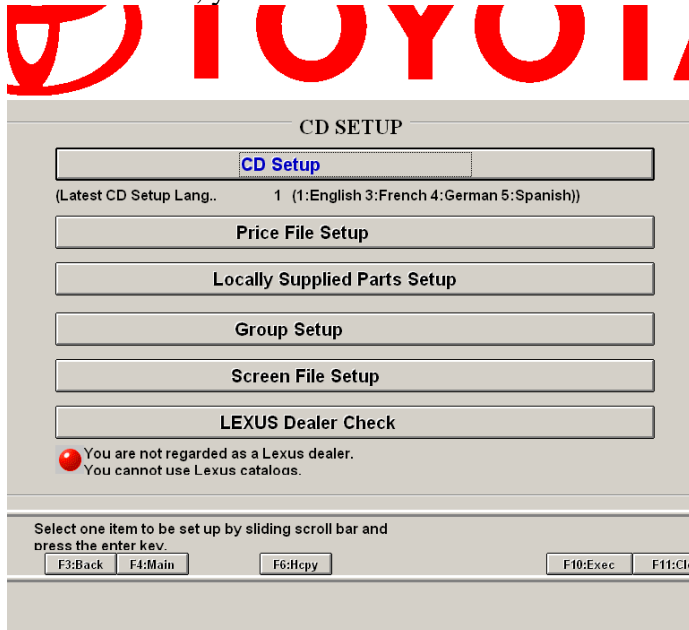 TOYOTA
CD SETUP
CD Setup
(Latest CD Setup Lang.. 1 (1:English 3:French 4:German 5:Spanish))
Price File Setup
Locally Supplied Parts Setup
Group Setup
Screen File Setup
LEXUS Dealer Check
You are not regarded as a Lexus dealer.
You cannot use Lexus catalogs.
Select one item to be set up by sliding scroll bar and
press the enter key.
F3:Back F4:Main F6:Hcpy F10:Exec F11:Cl